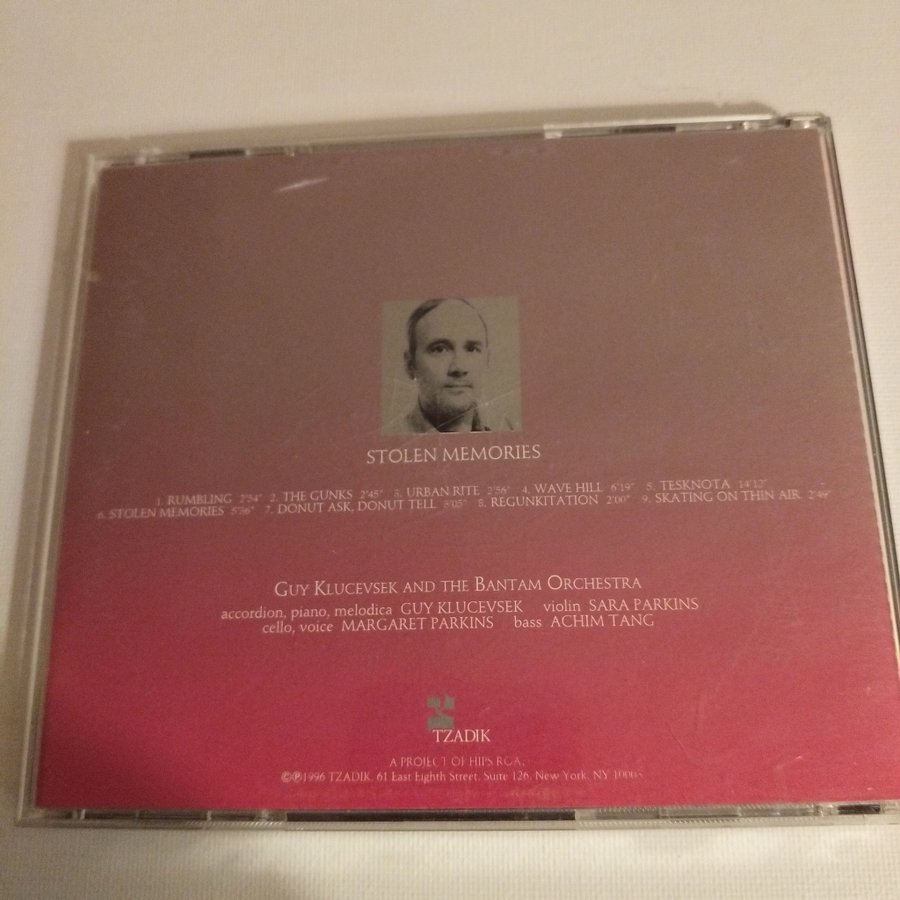 STOLEN MEMORIES
1. RUMBLING 2'54" 2. THE GUNKS 2'45" 3. URBAN RITE 2'56" 4. WAVE HILL 6'19" 5. TESKNOTA 14'12"
6. STOLEN MEMORIES 5'36" 7. DONUT ASK, DONUT TELL 5'05" 8. REGUNKITATION 2'00" 9. SKATING ON THIN AIR 2'49"
GUY KLUCEVSEK AND THE BANTAM ORCHESTRA
accordion, piano, melodica GUY KLUCEVSEK violin SARA PARKINS
cello, voice MARGARET PARKINS bass ACHIM TANG
TZADIK
A PROJECT OF HIPS ROAD.
©℗1996 TZADIK. 61 East Eighth Street, Suite 126, New York, NY